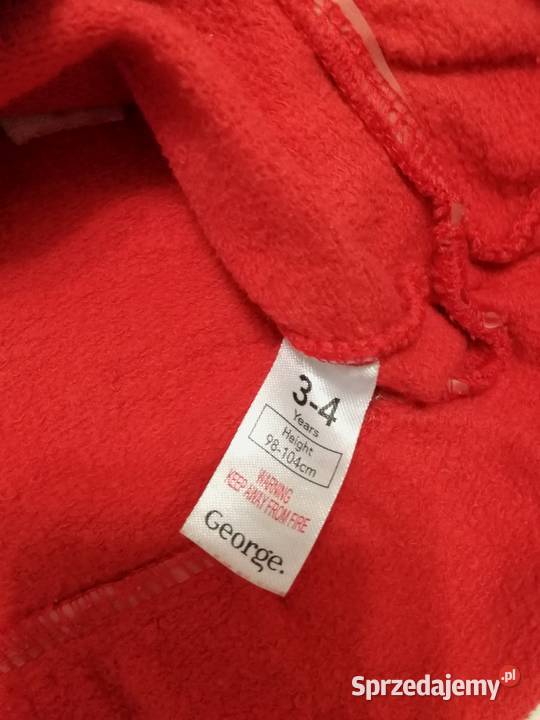 3-4
Years
Height
98-104cm
WARNING
KEEP AWAY FROM FIRE
George.
Sprzedajemy.pl